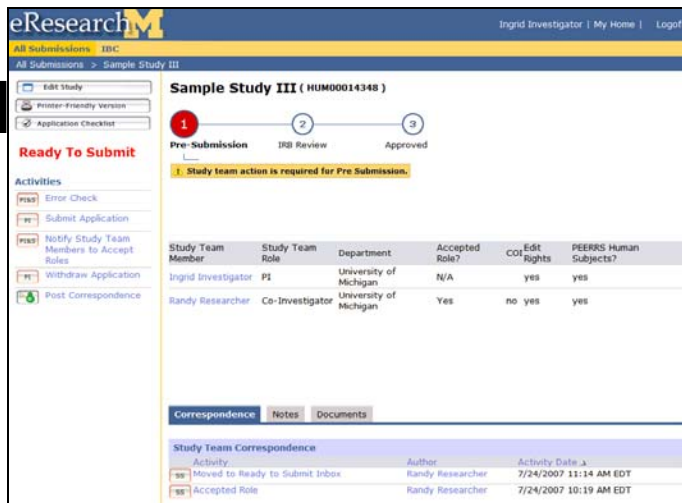 eResearchM
Ingrid Investigator | My Home | Logof
All Submissions IBC
All Submissions > Sample Study III
Edit Study
Printer-Friendly Version
Application Checklist
Ready To Submit
Activities
Error Check
Submit Application
Notify Study Team
Members to Accept
Roles
Withdraw Application
Post Correspondence
Sample Study III ( HUM00014348 )
1 2 3
Pre-Submission IRB Review Approved
! Study team action is required for Pre Submission.
Study Team Member Study Team Role Department Accepted Role? COI Edit Rights PEERRS Human Subjects?
Ingrid Investigator PI University of Michigan N/A yes yes
Randy Researcher Co-Investigator University of Michigan Yes no yes yes
Correspondence Notes Documents
Study Team Correspondence
Activity Author Activity Date
Moved to Ready to Submit Inbox Randy Researcher 7/24/2007 11:14 AM EDT
Accepted Role Randy Researcher 7/24/2007 10:19 AM EDT